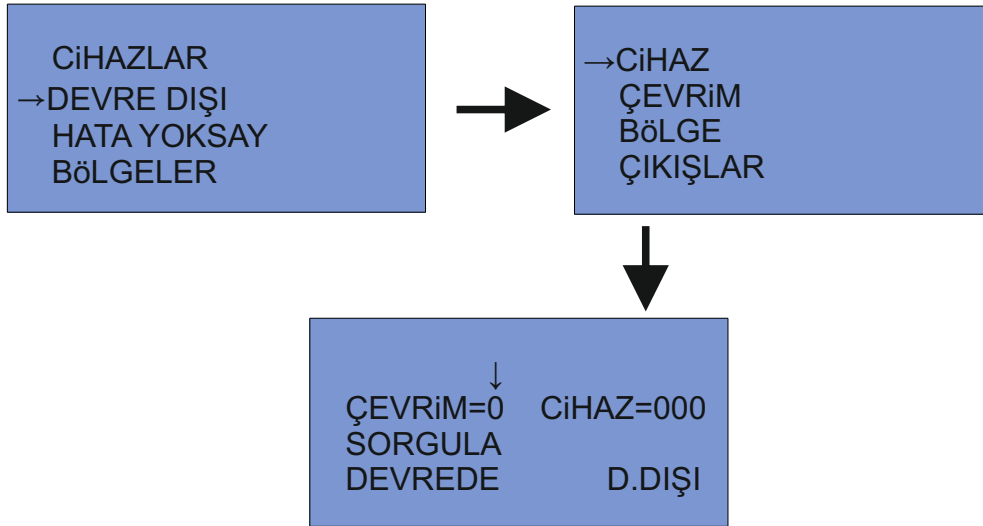 CiHAZLAR
→DEVRE DIŞI
HATA YOKSAY
BöLGELER
→CiHAZ
ÇEVRiM
BöLGE
ÇIKIŞLAR
↓
ÇEVRiM=0 CiHAZ=000
SORGULA
DEVREDE D.DIŞI